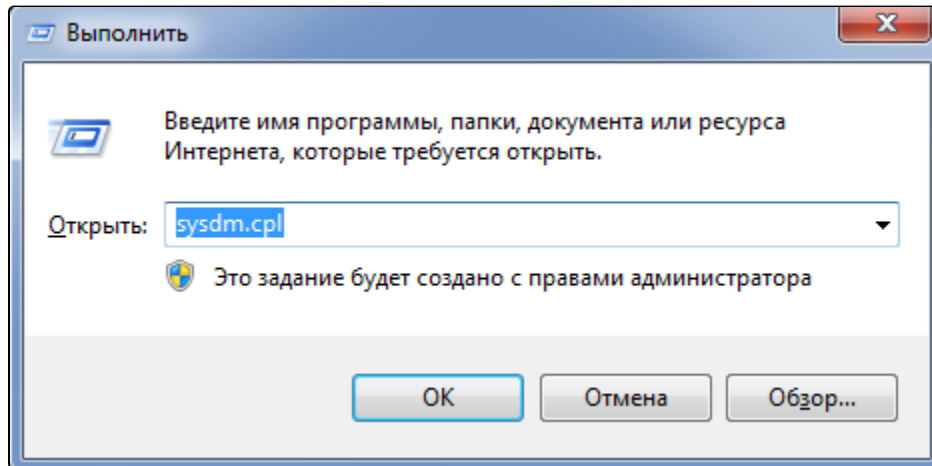 Выполнить
Введите имя программы, папки, документа или ресурса
Интернета, которые требуется открыть.
Открыть: sysdm.cpl
Это задание будет создано с правами администратора
ОК Отмена Обзор...